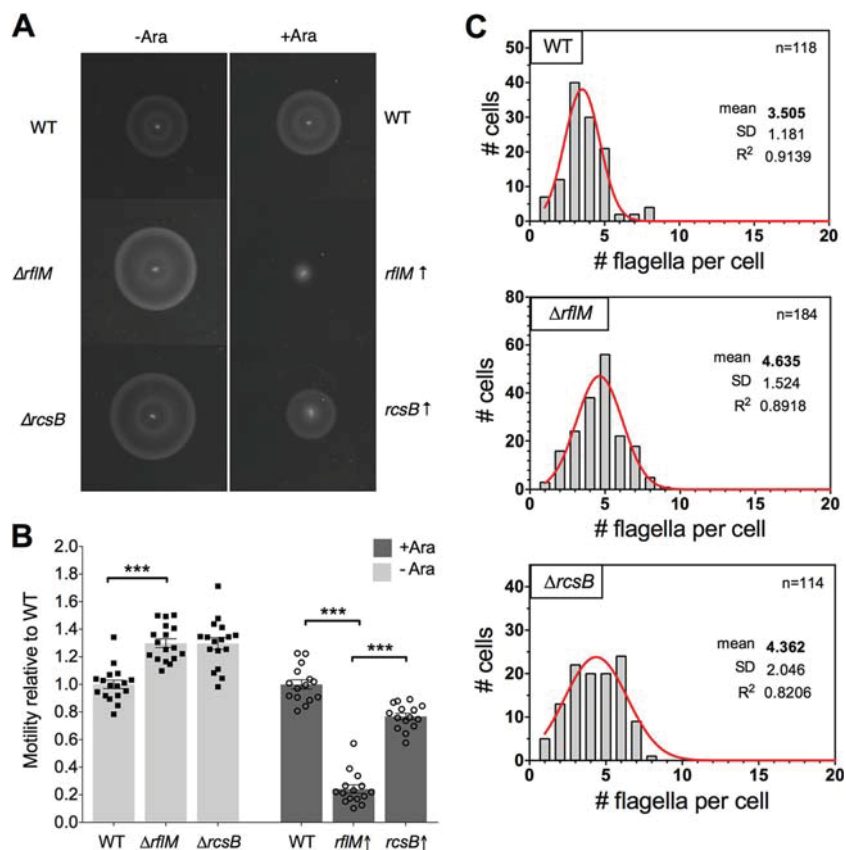 A
-Ara +Ara
WT WT
ΔrflM rflM ↑
ΔrcsB rcsB ↑
B
Motility relative to WT
2.0
1.8
1.6
1.4
1.2
1.0
0.8
0.6
0.4
0.2
0.0
*** *** ***
+Ara
- Ara
WT ΔrflM ΔrcsB WT rflM↑ rcsB↑
C
WT
n=118
mean 3.505
SD 1.181
R² 0.9139
# cells
50
40
30
20
10
0
0 5 10 15 20
# flagella per cell
ΔrflM
n=184
mean 4.635
SD 1.524
R² 0.8918
# cells
80
60
40
20
0
0 5 10 15 20
# flagella per cell
ΔrcsB
n=114
mean 4.362
SD 2.046
R² 0.8206
# cells
40
30
20
10
0
0 5 10 15 20
# flagella per cell